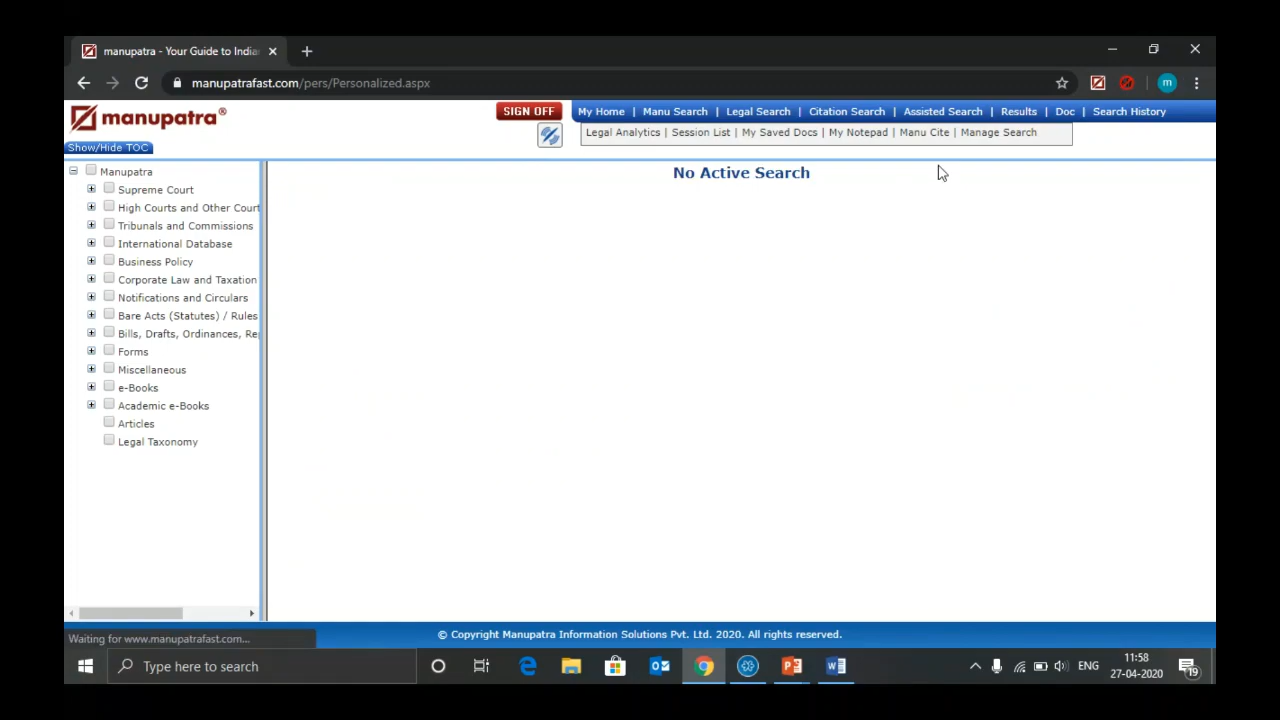 manupatra - Your Guide to India
manupatrafast.com/pers/Personalized.aspx
m
manupatra®
SIGN OFF
My Home | Manu Search | Legal Search | Citation Search | Assisted Search | Results | Doc | Search History
Legal Analytics | Session List | My Saved Docs | My Notepad | Manu Cite | Manage Search
Show/Hide TOC
No Active Search
Manupatra
Supreme Court
High Courts and Other Court
Tribunals and Commissions
International Database
Business Policy
Corporate Law and Taxation
Notifications and Circulars
Bare Acts (Statutes) / Rules
Bills, Drafts, Ordinances, Re
Forms
Miscellaneous
e-Books
Academic e-Books
Articles
Legal Taxonomy
Waiting for www.manupatrafast.com...
© Copyright Manupatra Information Solutions Pvt. Ltd. 2020. All rights reserved.
Type here to search
ENG
11:58
27-04-2020
19